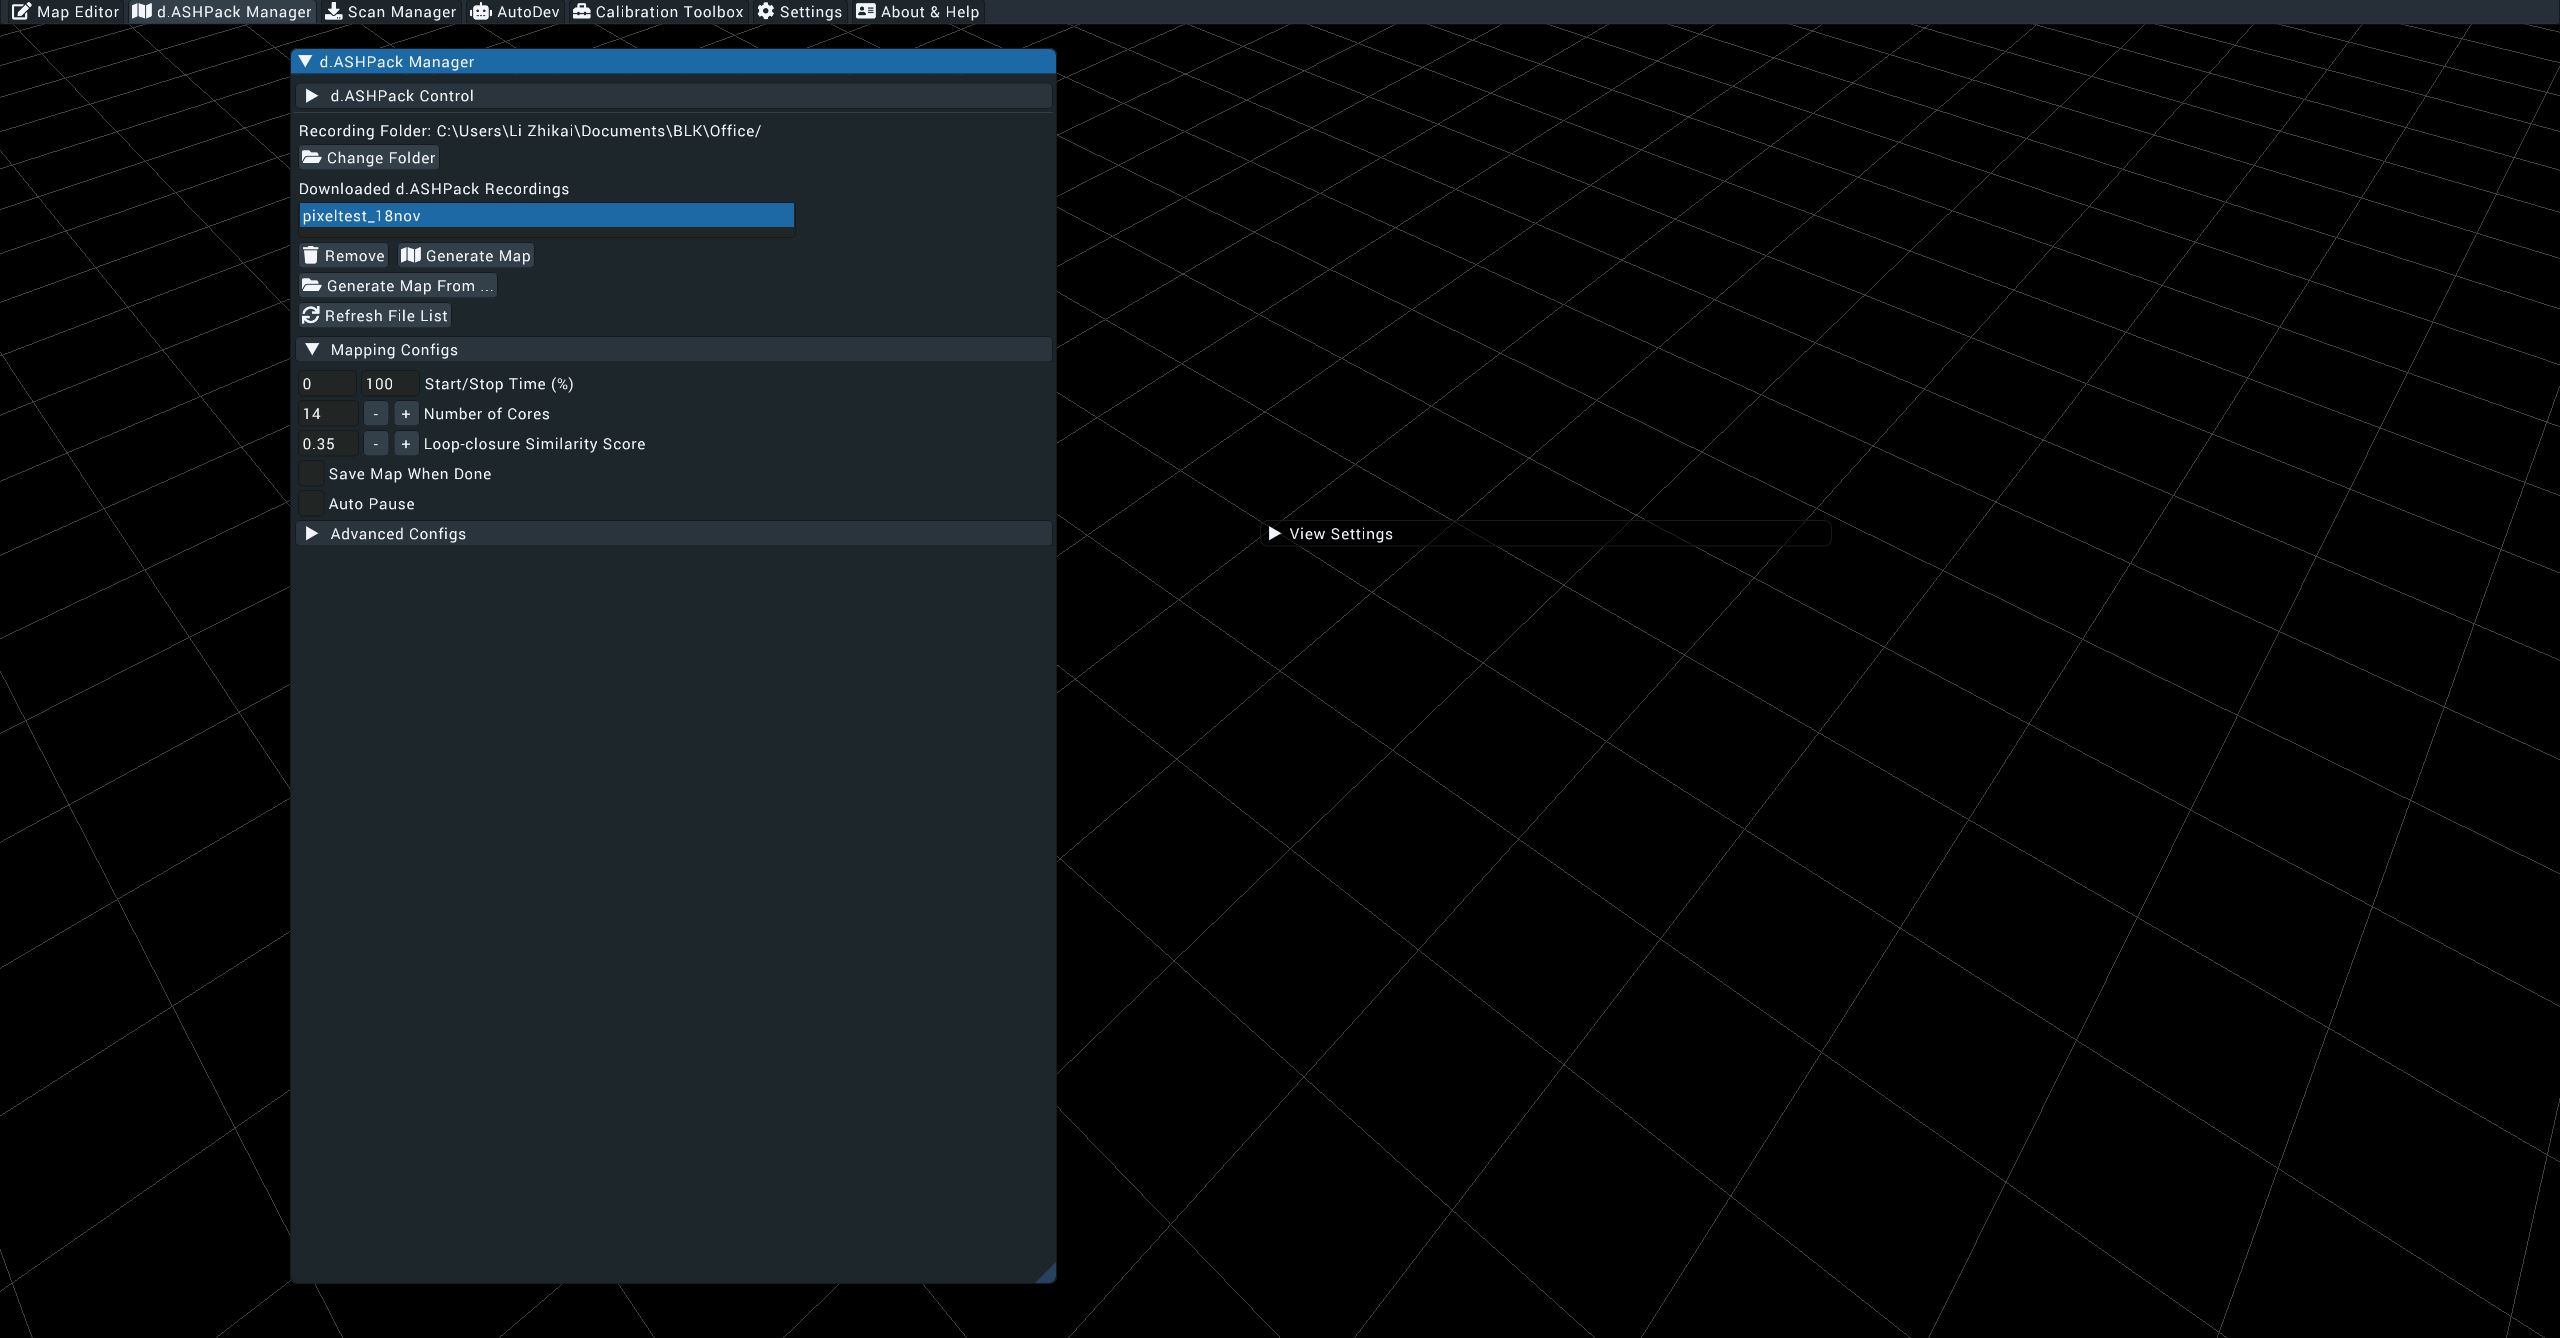 Map Editor d.ASHPack Manager Scan Manager AutoDev Calibration Toolbox Settings About & Help
d.ASHPack Manager
d.ASHPack Control
Recording Folder: C:\Users\Li Zhikai\Documents\BLK\Office/
Change Folder
Downloaded d.ASHPack Recordings
pixeltest_18nov
Remove Generate Map
Generate Map From ...
Refresh File List
Mapping Configs
0 100 Start/Stop Time (%)
14 - + Number of Cores
0.35 - + Loop-closure Similarity Score
Save Map When Done
Auto Pause
Advanced Configs
View Settings